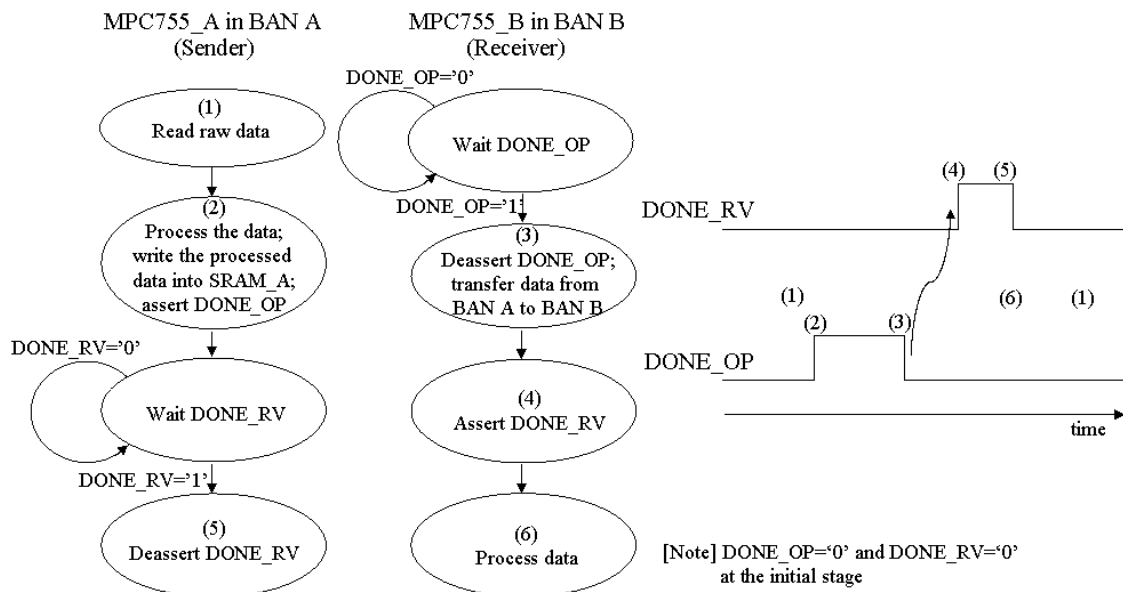 MPC755_A in BAN A
(Sender)
(1)
Read raw data
(2)
Process the data;
write the processed
data into SRAM_A;
assert DONE_OP
DONE_RV='0'
Wait DONE_RV
DONE_RV='1'
(5)
Deassert DONE_RV
MPC755_B in BAN B
(Receiver)
DONE_OP='0'
Wait DONE_OP
DONE_OP='1'
(3)
Deassert DONE_OP;
transfer data from
BAN A to BAN B
(4)
Assert DONE_RV
(6)
Process data
(4) (5)
DONE_RV
(1) (6) (1)
(2) (3)
DONE_OP
time
[Note] DONE_OP=‘0’ and DONE_RV=‘0’
at the initial stage